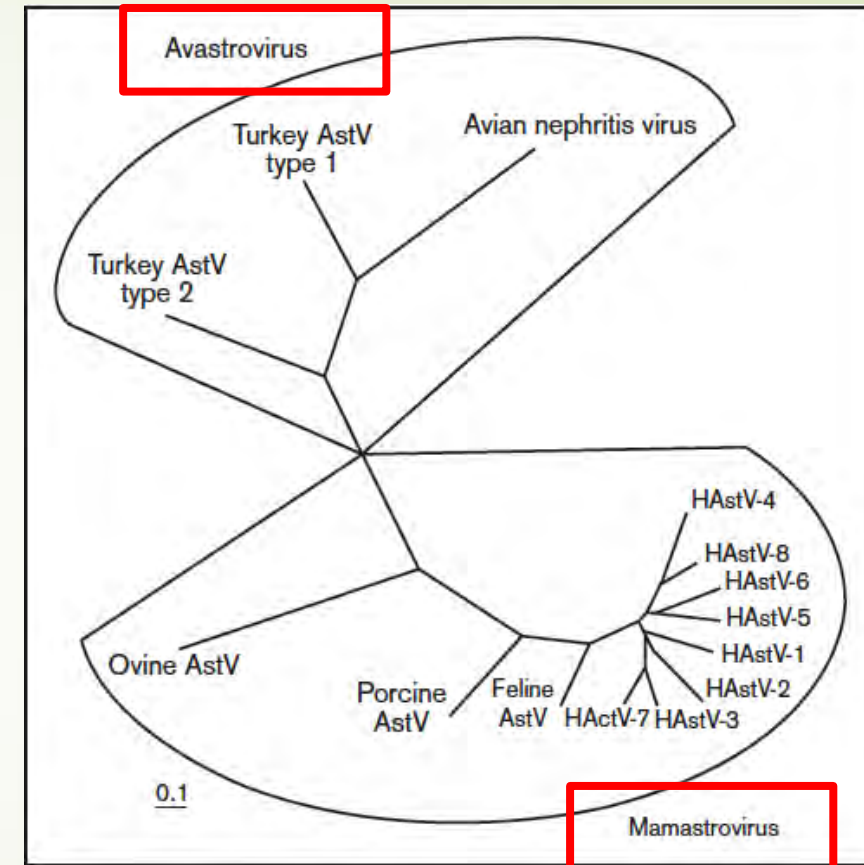 Avastrovirus
Turkey AstV
type 1
Avian nephritis virus
Turkey AstV
type 2
HAstV-4
HAstV-8
HAstV-6
HAstV-5
HAstV-1
HAstV-2
Ovine AstV
Porcine
AstV
Feline
AstV
HActV-7
HAstV-3
0.1
Mamastrovirus